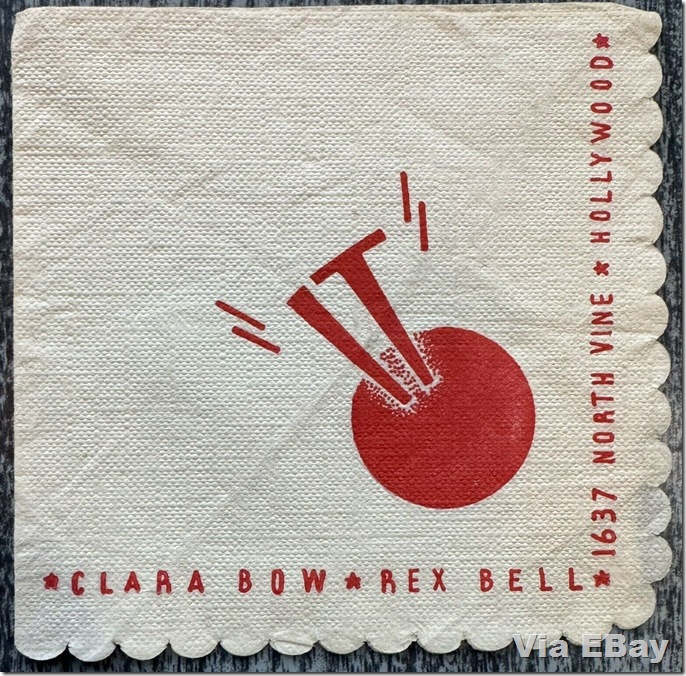 IT
★CLARA BOW★REX BELL★
1637 NORTH VINE★HOLLYWOOD★
Via EBay